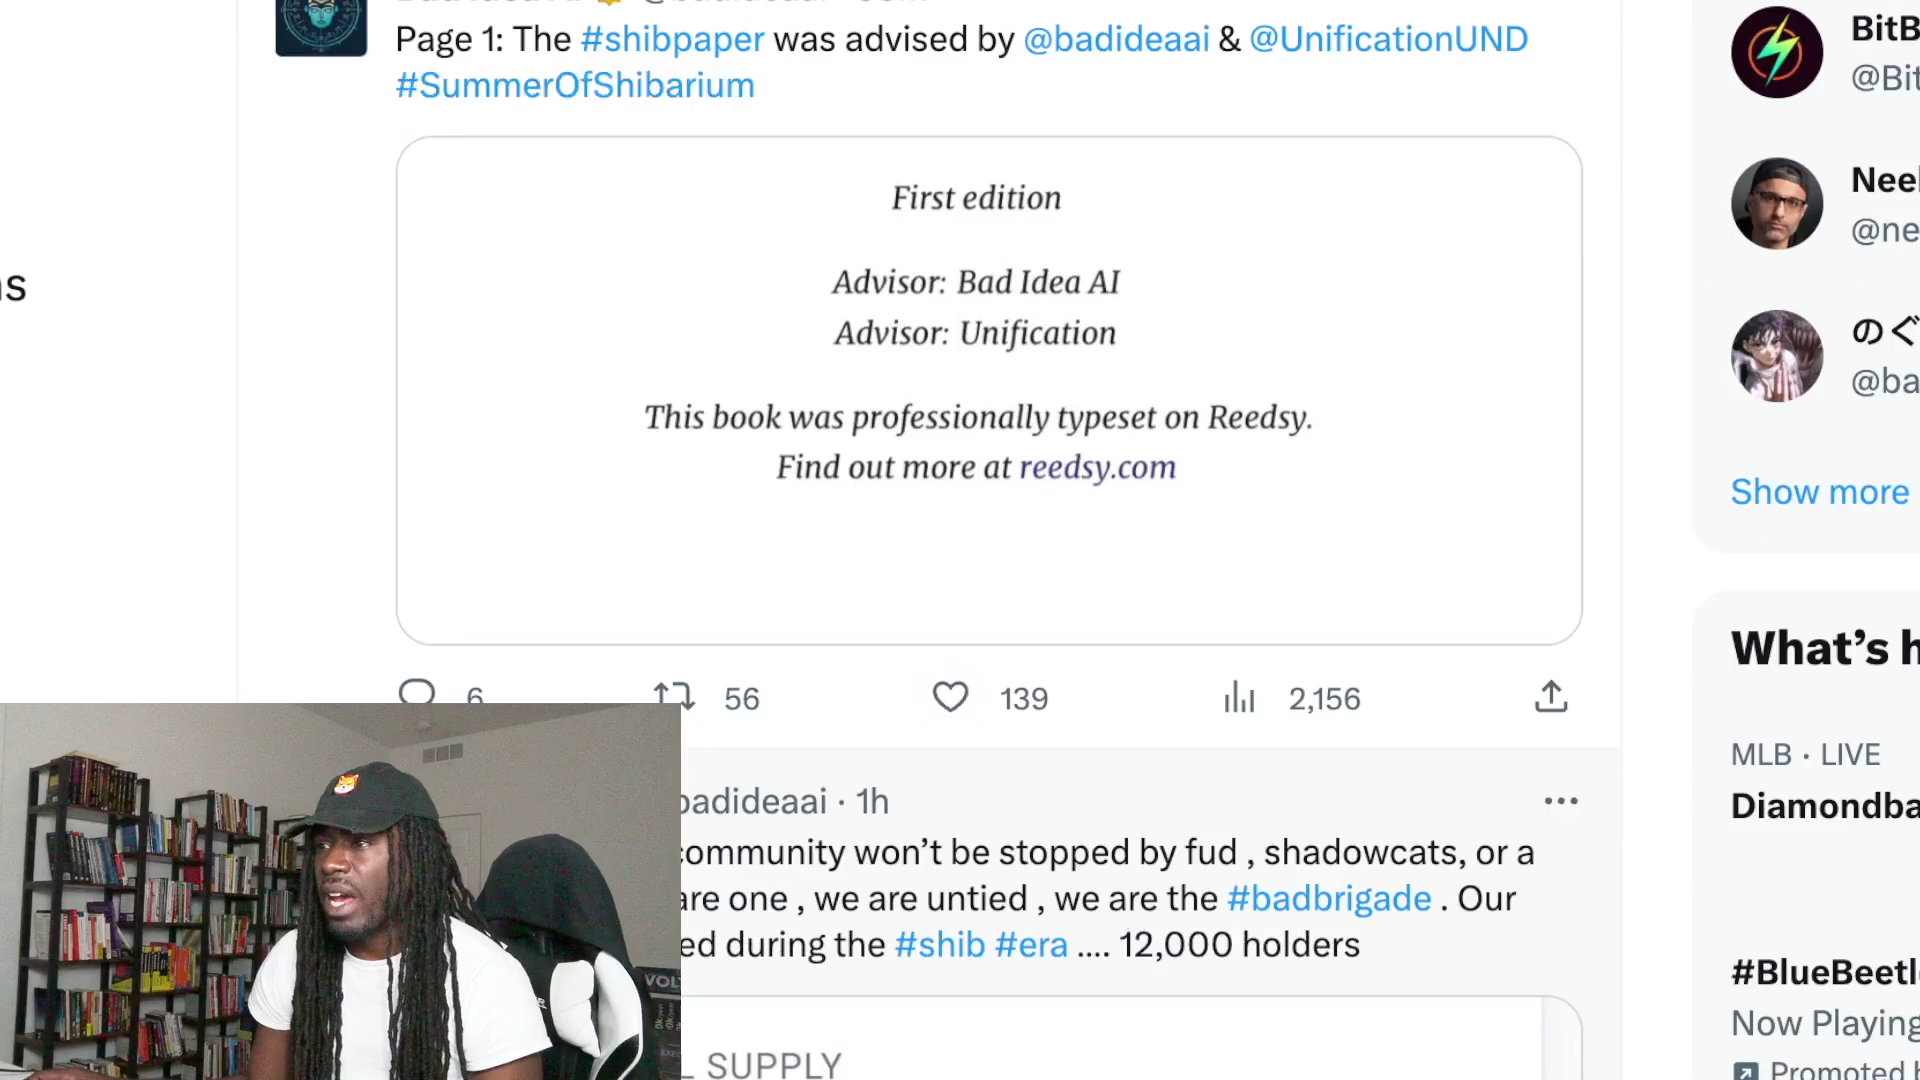 Page 1: The #shibpaper was advised by @badideaai & @UnificationUND
#SummerOfShibarium
First edition
Advisor: Bad Idea AI
Advisor: Unification
This book was professionally typeset on Reedsy.
Find out more at reedsy.com
6 56 139 2,156
badideaai · 1h
community won’t be stopped by fud , shadowcats, or a
are one , we are untied , we are the #badbrigade . Our
ed during the #shib #era .... 12,000 holders
SUPPLY
BitB
@Bit
Neel
@ne
のぐ
@ba
Show more
What’s h
MLB · LIVE
Diamondba
#BlueBeetl
Now Playing
Promoted b